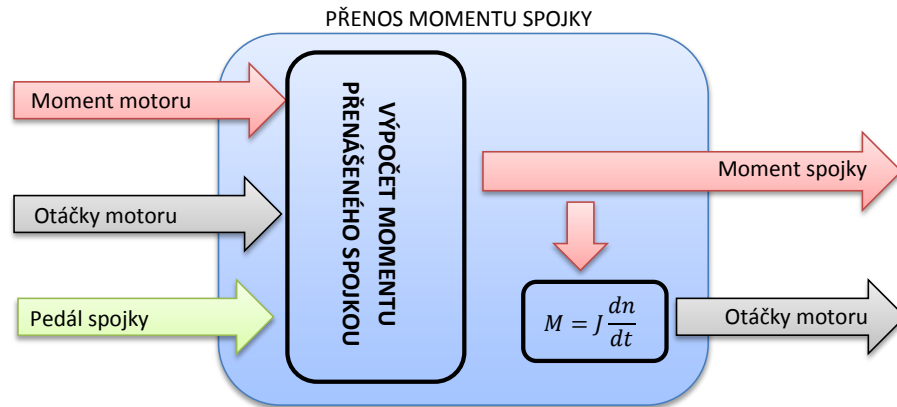 PŘENOS MOMENTU SPOJKY
Moment motoru
Otáčky motoru
Pedál spojky
VÝPOČET MOMENTU
PŘENÁŠENÉHO SPOJKOU
Moment spojky
M = J dn/dt
Otáčky motoru